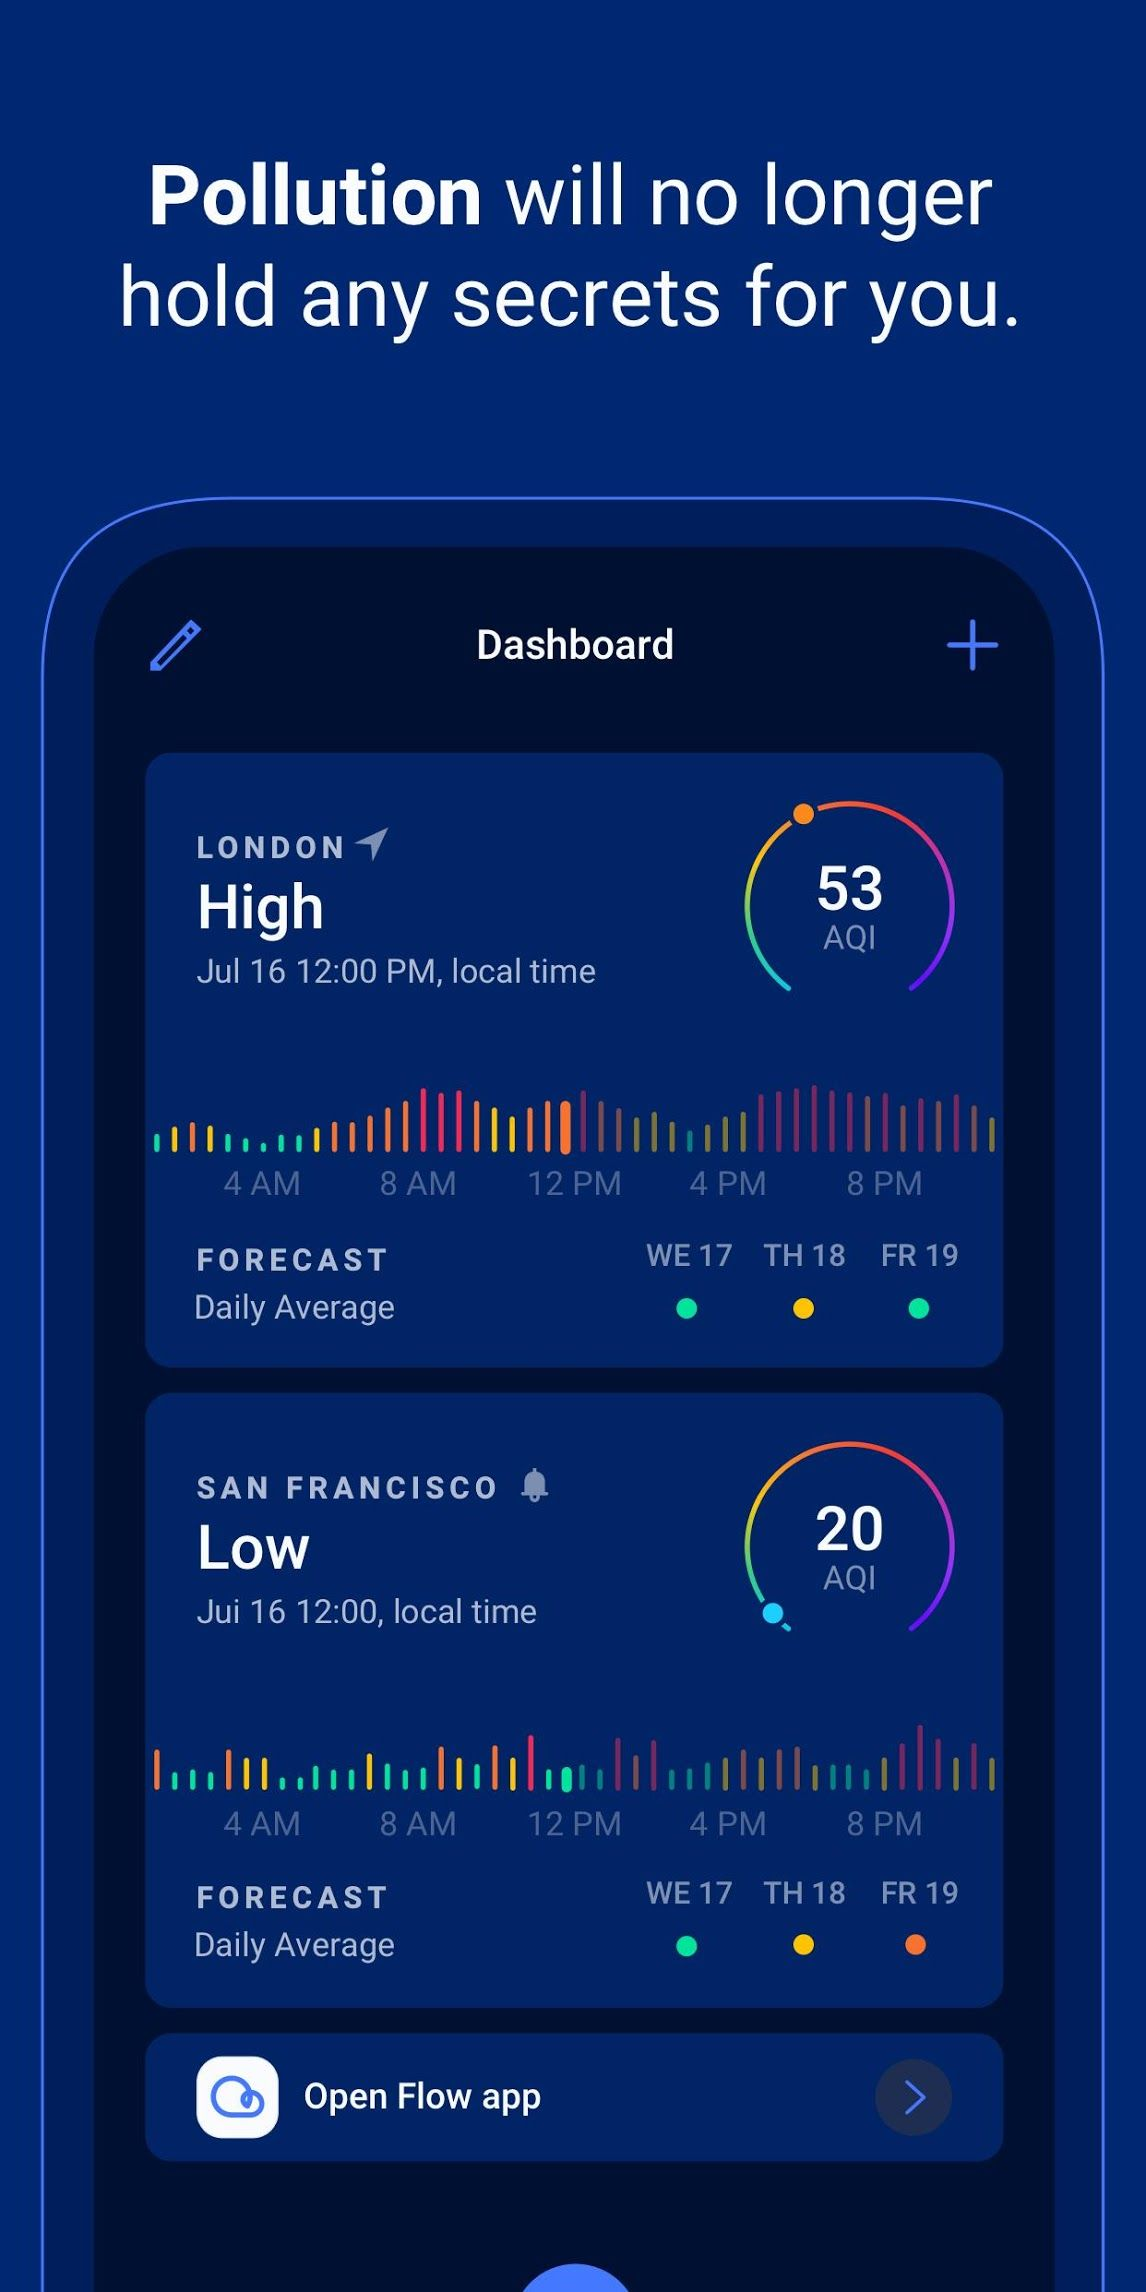 Pollution will no longer
hold any secrets for you.
Dashboard
LONDON
High
Jul 16 12:00 PM, local time
53
AQI
4 AM 8 AM 12 PM 4 PM 8 PM
FORECAST
WE 17 TH 18 FR 19
Daily Average
SAN FRANCISCO
Low
Jui 16 12:00, local time
20
AQI
4 AM 8 AM 12 PM 4 PM 8 PM
FORECAST
WE 17 TH 18 FR 19
Daily Average
Open Flow app